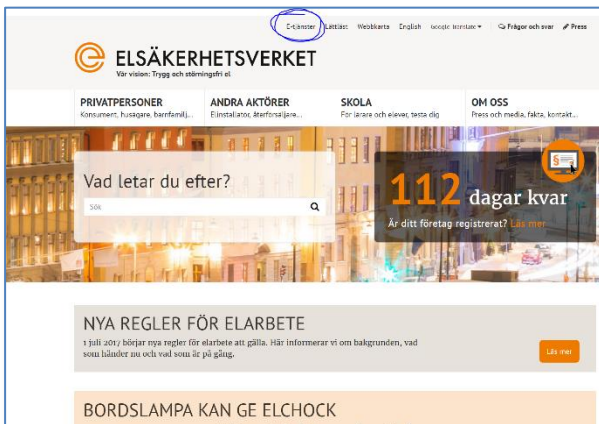 E-tjänster Lättläst Webbkarta English Google translate Frågor och svar Press
ELSÄKERHETSVERKET
Vår vision: Trygg och störningsfri el
PRIVATPERSONER ANDRA AKTÖRER SKOLA OM OSS
Konsument, husägare, barnfamilj... Elinstallatör, återförsäljare... För lärare och elever, testa dig Press och media, fakta, kontakt...
Vad letar du efter?
Sök
§
112 dagar kvar
Är ditt företag registrerat? Läs mer
NYA REGLER FÖR ELARBETE
1 juli 2017 börjar nya regler för elarbete att gälla. Här informerar vi om bakgrunden, vad
som händer nu och vad som är på gång.
Läs mer
BORDSLAMPA KAN GE ELCHOCK